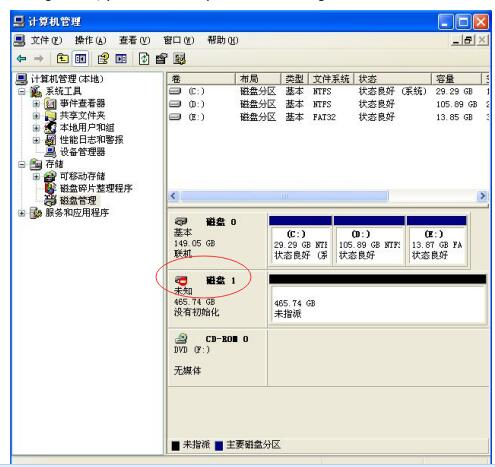 计算机管理
文件(F) 操作(A) 查看(V) 窗口(W) 帮助(H)
计算机管理(本地)
系统工具
事件查看器
共享文件夹
本地用户和组
性能日志和警报
设备管理器
存储
可移动存储
磁盘碎片整理程序
磁盘管理
服务和应用程序
卷 布局 类型 文件系统 状态 容量
(C:) 磁盘分区 基本 NTFS 状态良好 (系统) 29.29 GB
(D:) 磁盘分区 基本 NTFS 状态良好 105.89 GB
(E:) 磁盘分区 基本 FAT32 状态良好 13.85 GB
磁盘 0
基本
149.05 GB
联机
(C:)
29.29 GB NTF
状态良好 (系
(D:)
105.89 GB NTF
状态良好
(E:)
13.87 GB FA
状态良好
磁盘 1
未知
465.74 GB
没有初始化
465.74 GB
未指派
CD-ROM 0
DVD (F:)
无媒体
未指派 主要磁盘分区